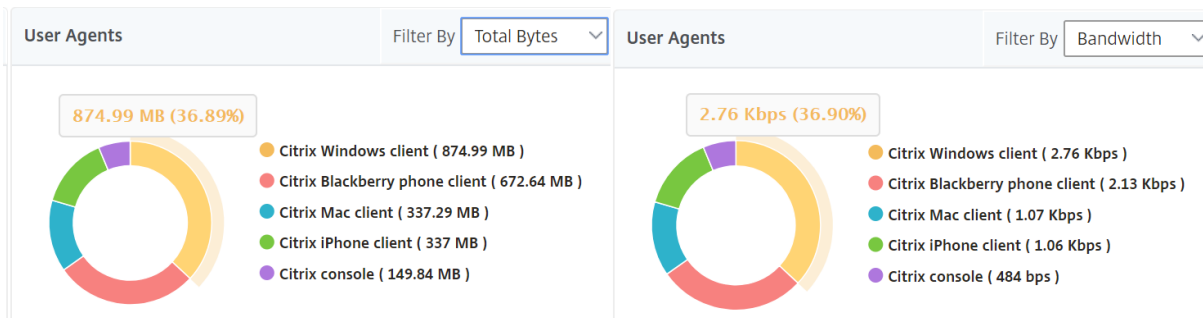 User Agents
Filter By Total Bytes
874.99 MB (36.89%)
Citrix Windows client ( 874.99 MB )
Citrix Blackberry phone client ( 672.64 MB )
Citrix Mac client ( 337.29 MB )
Citrix iPhone client ( 337 MB )
Citrix console ( 149.84 MB )
User Agents
Filter By Bandwidth
2.76 Kbps (36.90%)
Citrix Windows client ( 2.76 Kbps )
Citrix Blackberry phone client ( 2.13 Kbps )
Citrix Mac client ( 1.07 Kbps )
Citrix iPhone client ( 1.06 Kbps )
Citrix console ( 484 bps )